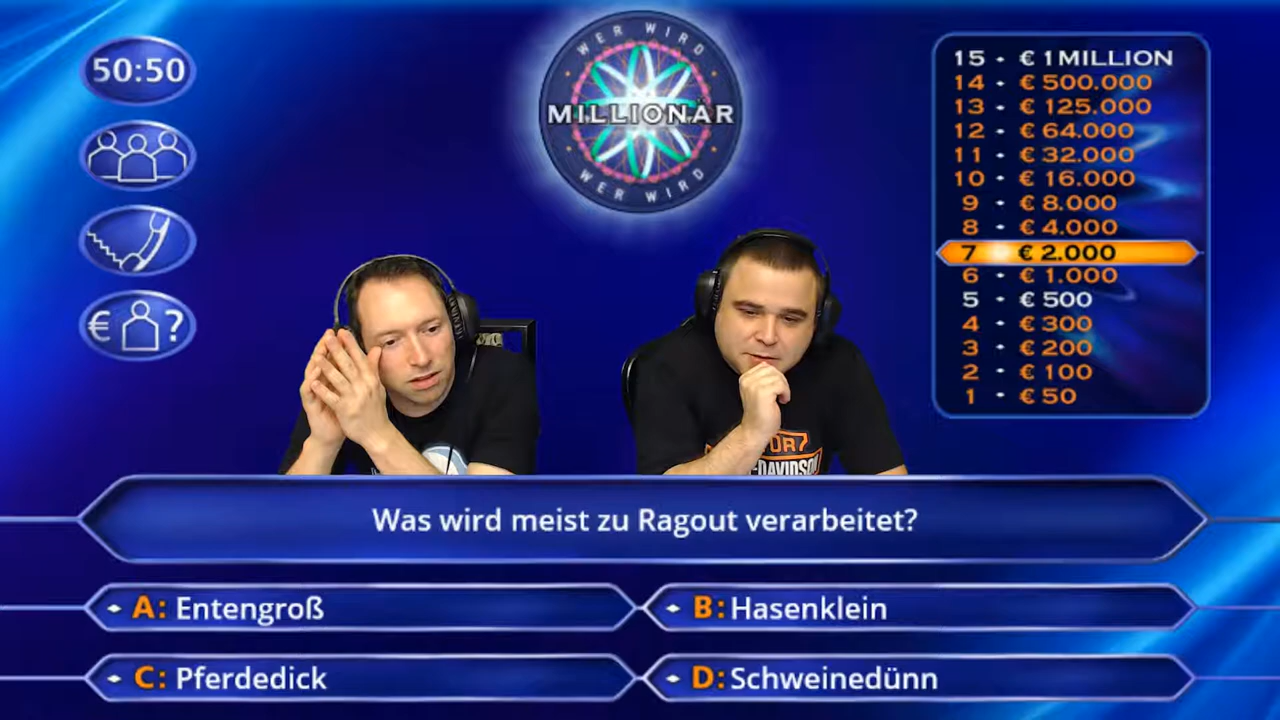 50:50
€ ?
WER WIRD
MILLIONÄR
WER WIRD
15 · € 1 MILLION
14 · € 500.000
13 · € 125.000
12 · € 64.000
11 · € 32.000
10 · € 16.000
9 · € 8.000
8 · € 4.000
7 € 2.000
6 · € 1.000
5 · € 500
4 · € 300
3 · € 200
2 · € 100
1 · € 50
Was wird meist zu Ragout verarbeitet?
A: Entengroß
B: Hasenklein
C: Pferdedick
D: Schweinedünn